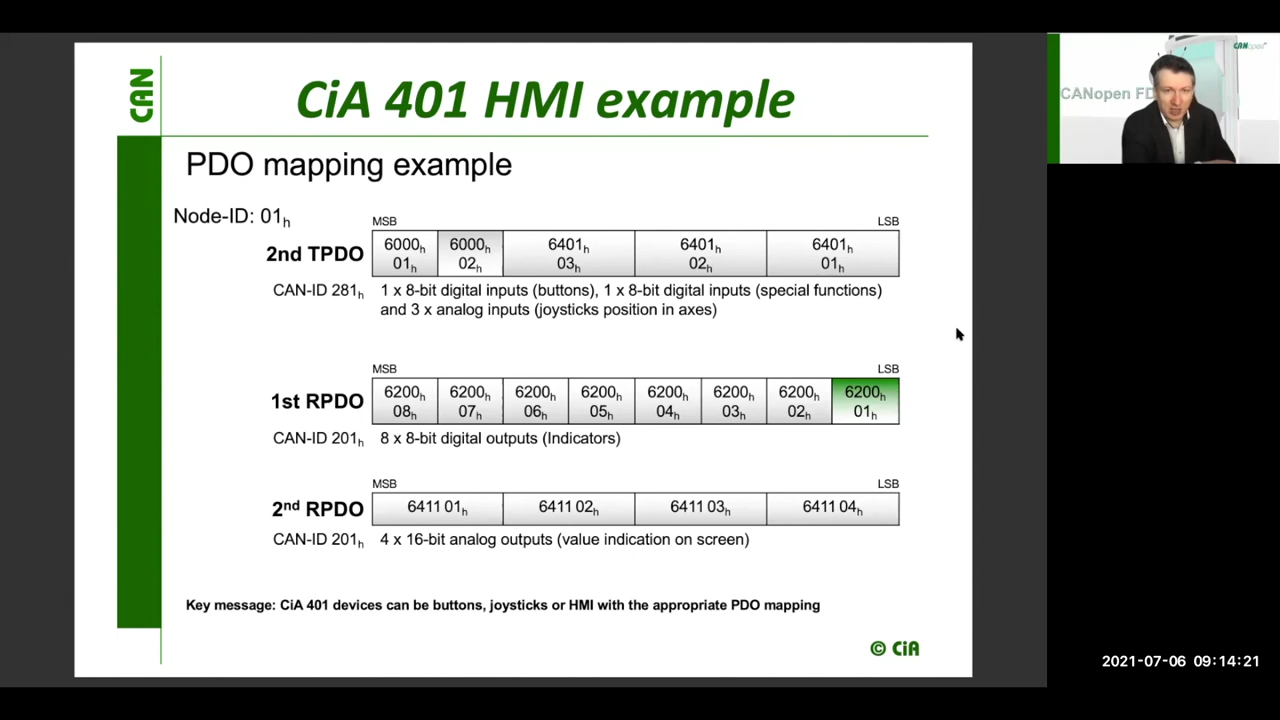 CAN
CiA 401 HMI example
PDO mapping example
Node-ID: 01h
MSB LSB
2nd TPDO
6000h 6000h 6401h 6401h 6401h
01h 02h 03h 02h 01h
CAN-ID 281h 1 x 8-bit digital inputs (buttons), 1 x 8-bit digital inputs (special functions)
and 3 x analog inputs (joysticks position in axes)
MSB LSB
1st RPDO
6200h 6200h 6200h 6200h 6200h 6200h 6200h 6200h
08h 07h 06h 05h 04h 03h 02h 01h
CAN-ID 201h 8 x 8-bit digital outputs (Indicators)
MSB LSB
2nd RPDO 6411 01h 6411 02h 6411 03h 6411 04h
CAN-ID 201h 4 x 16-bit analog outputs (value indication on screen)
Key message: CiA 401 devices can be buttons, joysticks or HMI with the appropriate PDO mapping
© CiA
CANopen
CANopen FD
2021-07-06 09:14:21